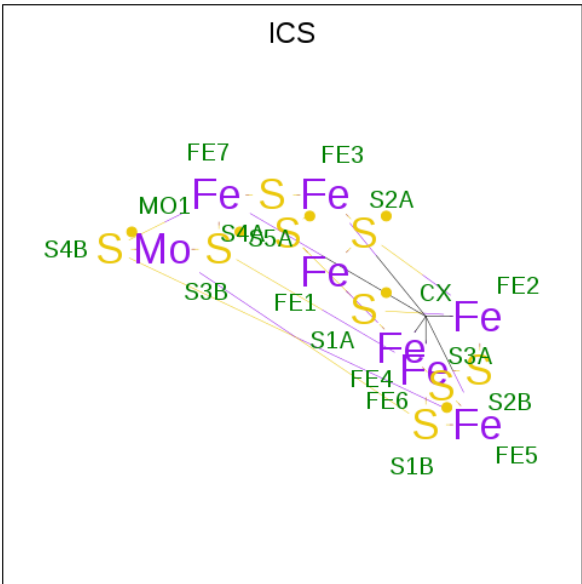 ICS
FE7
FE3
Fe
S
Fe
S2A
MO1
S4B
S
Mo
S
S4A
S5A
S
S
Fe
S3B
FE1
S
CX
FE2
Fe
S1A
Fe
S3A
FE4
Fe
S
FE6
S
S2B
S
Fe
S1B
FE5